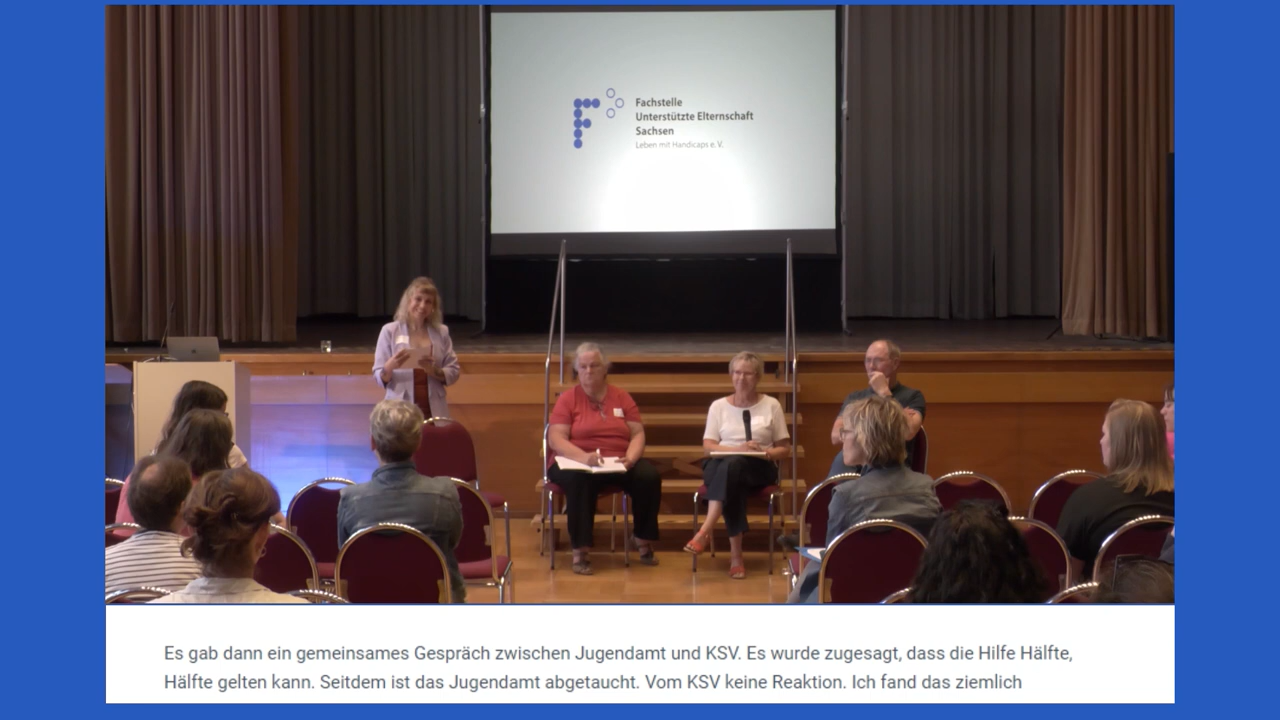 Fachstelle
Unterstützte Elternschaft
Sachsen
Leben mit Handicaps e. V.
Es gab dann ein gemeinsames Gespräch zwischen Jugendamt und KSV. Es wurde zugesagt, dass die Hilfe Hälfte,
Hälfte gelten kann. Seitdem ist das Jugendamt abgetaucht. Vom KSV keine Reaktion. Ich fand das ziemlich